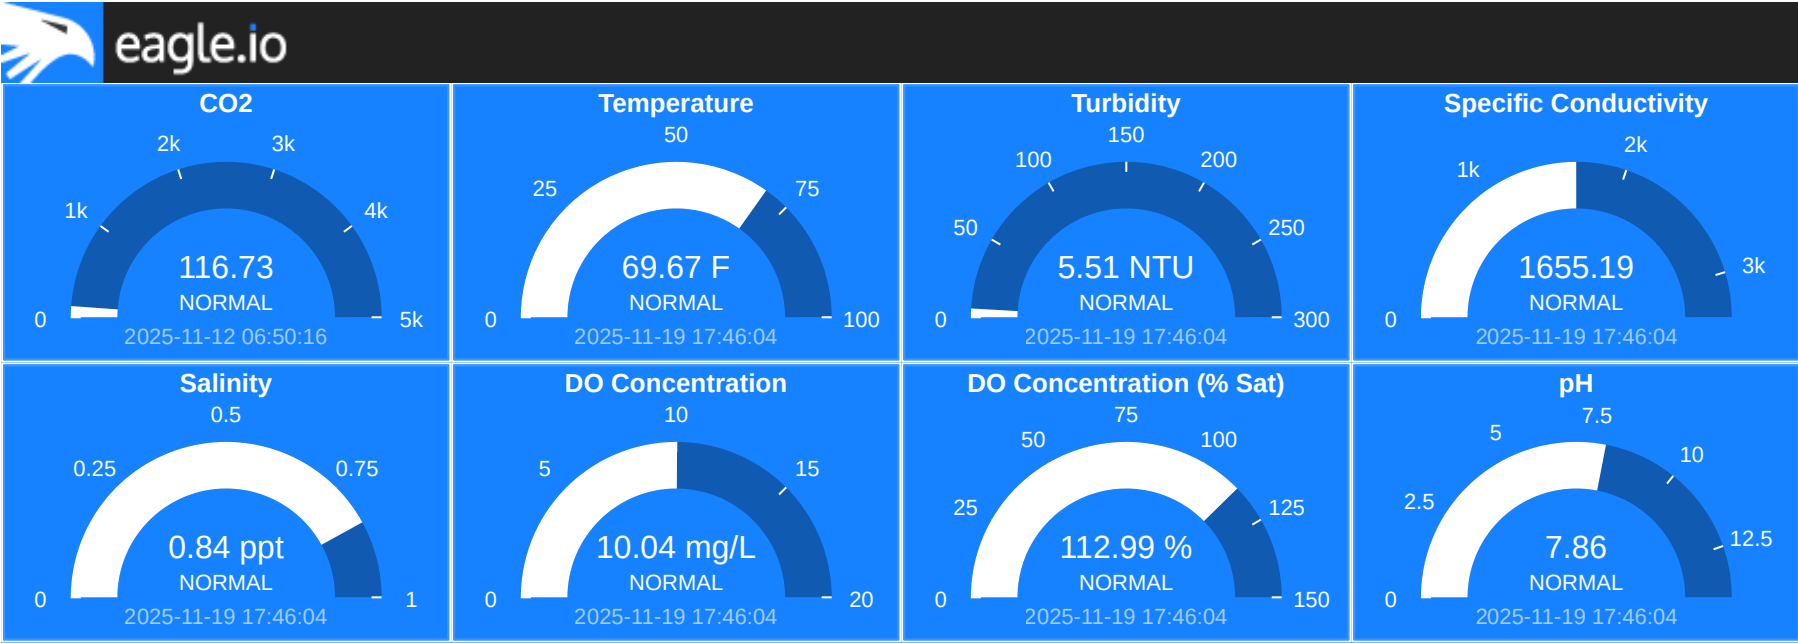 eagle.io
CO2
0
1k
2k
3k
4k
5k
116.73
NORMAL
2025-11-12 06:50:16
Temperature
0
25
50
75
100
69.67 F
NORMAL
2025-11-19 17:46:04
Turbidity
0
50
100
150
200
250
300
5.51 NTU
NORMAL
2025-11-19 17:46:04
Specific Conductivity
0
1k
2k
3k
1655.19
NORMAL
2025-11-19 17:46:04
Salinity
0
0.25
0.5
0.75
1
0.84 ppt
NORMAL
2025-11-19 17:46:04
DO Concentration
0
5
10
15
20
10.04 mg/L
NORMAL
2025-11-19 17:46:04
DO Concentration (% Sat)
0
25
50
75
100
125
150
112.99 %
NORMAL
2025-11-19 17:46:04
pH
0
2.5
5
7.5
10
12.5
7.86
NORMAL
2025-11-19 17:46:04